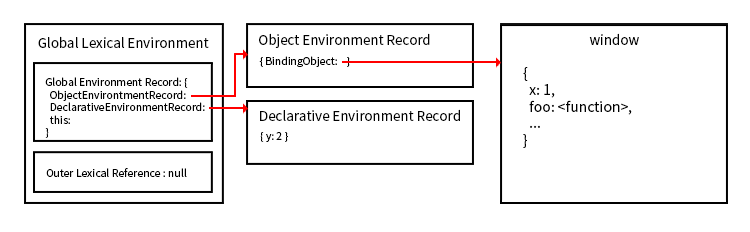 Global Lexical Environment
Global Environment Record: {
ObjectEnvirontmentRecord:
DeclarativeEnvironmentRecord:
this:
}
Outer Lexical Reference : null
Object Environment Record
{ BindingObject: }
Declarative Environment Record
{ y: 2 }
window
{
x: 1,
foo: <function>,
...
}